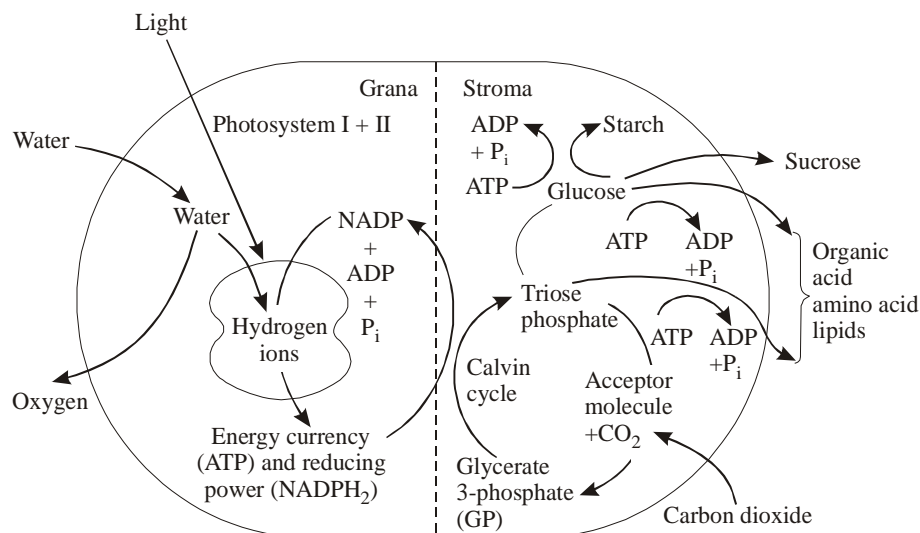 Light
Grana
Stroma
Photosystem I + II
Water
Water
NADP
+
ADP
+
Pi
Hydrogen
ions
Oxygen
Energy currency
(ATP) and reducing
power (NADPH2)
ADP
+ Pi
ATP
Starch
Sucrose
Glucose
ATP
ADP
+Pi
Organic
acid
amino acid
lipids
Triose
phosphate
ATP
ADP
+Pi
Calvin
cycle
Acceptor
molecule
+CO2
Glycerate
3-phosphate
(GP)
Carbon dioxide